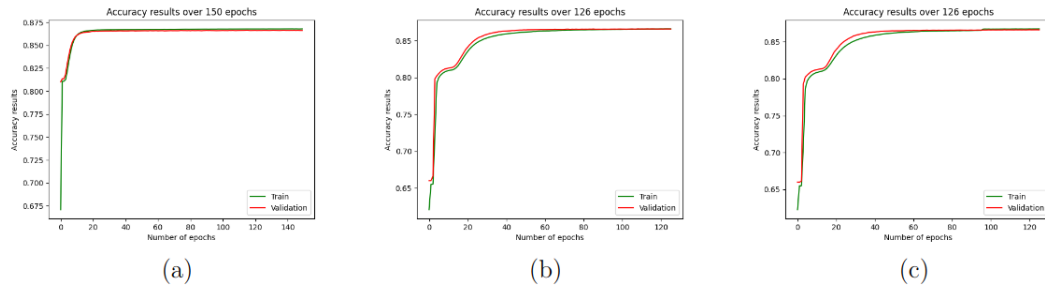 Accuracy results over 150 epochs
Accuracy results
0.875
0.850
0.825
0.800
0.775
0.750
0.725
0.700
0.675
0 20 40 60 80 100 120 140
Number of epochs
Train
Validation
(a)
Accuracy results over 126 epochs
Accuracy results
0.85
0.80
0.75
0.70
0.65
0 20 40 60 80 100 120
Number of epochs
Train
Validation
(b)
Accuracy results over 126 epochs
Accuracy results
0.85
0.80
0.75
0.70
0.65
0 20 40 60 80 100 120
Number of epochs
Train
Validation
(c)